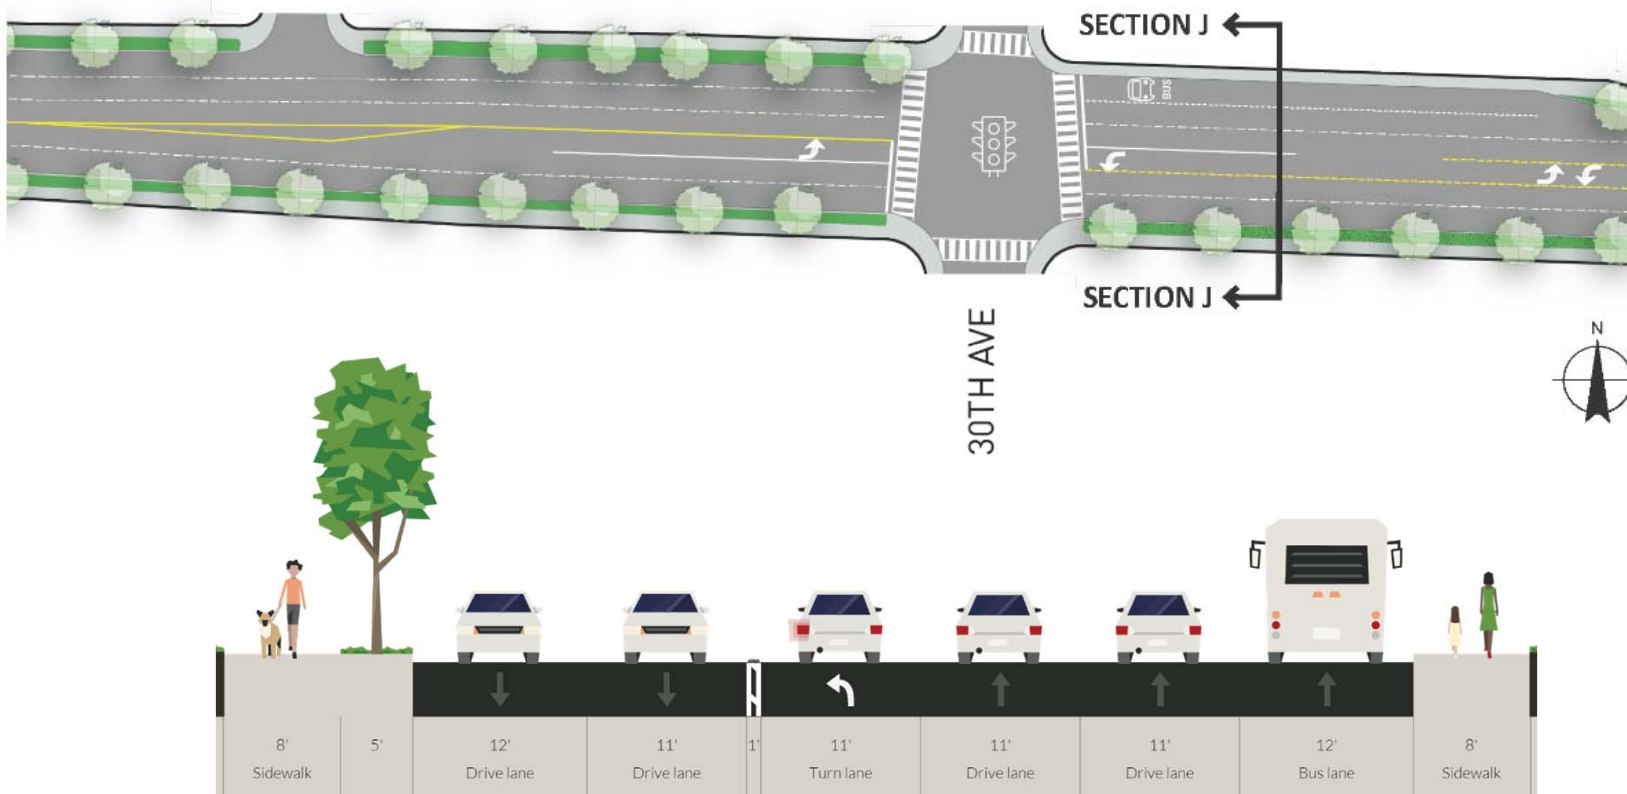 SECTION J
BUS
SECTION J
30TH AVE
N
8' 5' 12' 11' 1' 11' 11' 11' 12' 8'
Sidewalk Drive lane Drive lane Turn lane Drive lane Drive lane Bus lane Sidewalk